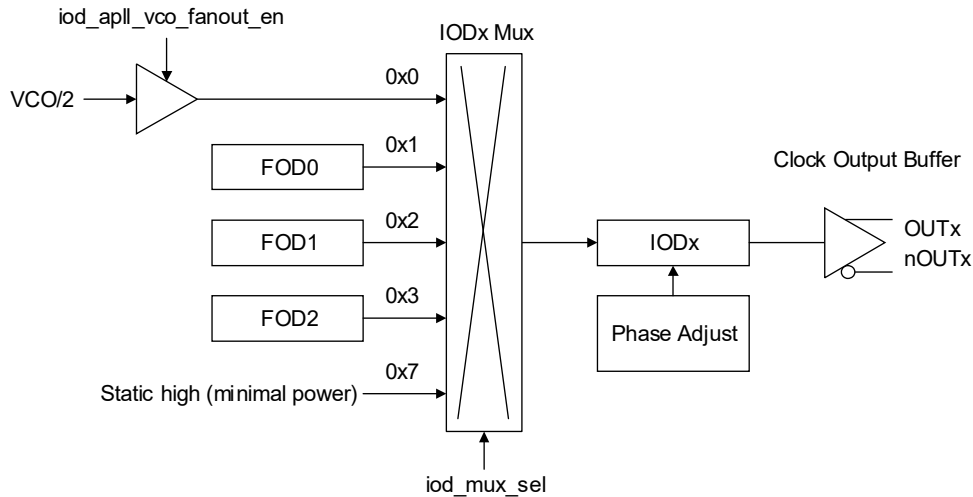 iod_apll_vco_fanout_en
IODx Mux
VCO/2
0x0
0x1
FOD0
0x2
FOD1
0x3
FOD2
0x7
Static high (minimal power)
iod_mux_sel
IODx
Phase Adjust
Clock Output Buffer
OUTx
nOUTx